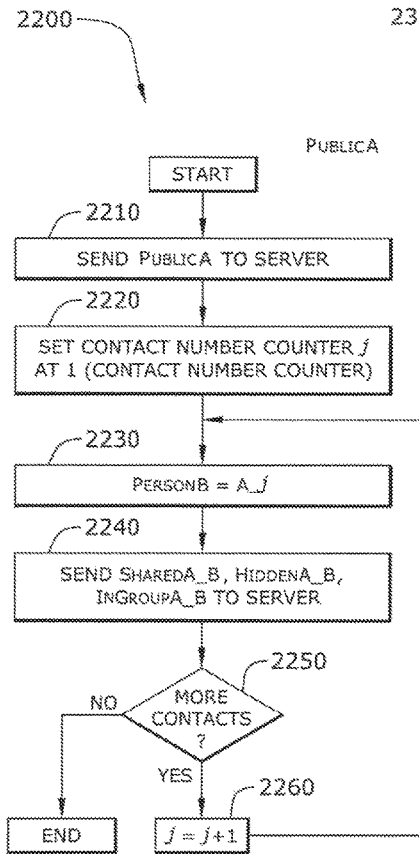 2200
23
PUBLICA
START
2210
SEND PUBLICA TO SERVER
2220
SET CONTACT NUMBER COUNTER j
AT 1 (CONTACT NUMBER COUNTER)
2230
PERSONB = A_j
2240
SEND SHAREDA_B, HIDDENA_B,
INGROUPA_B TO SERVER
2250
MORE
CONTACTS
?
NO
YES
2260
END
j = j+1